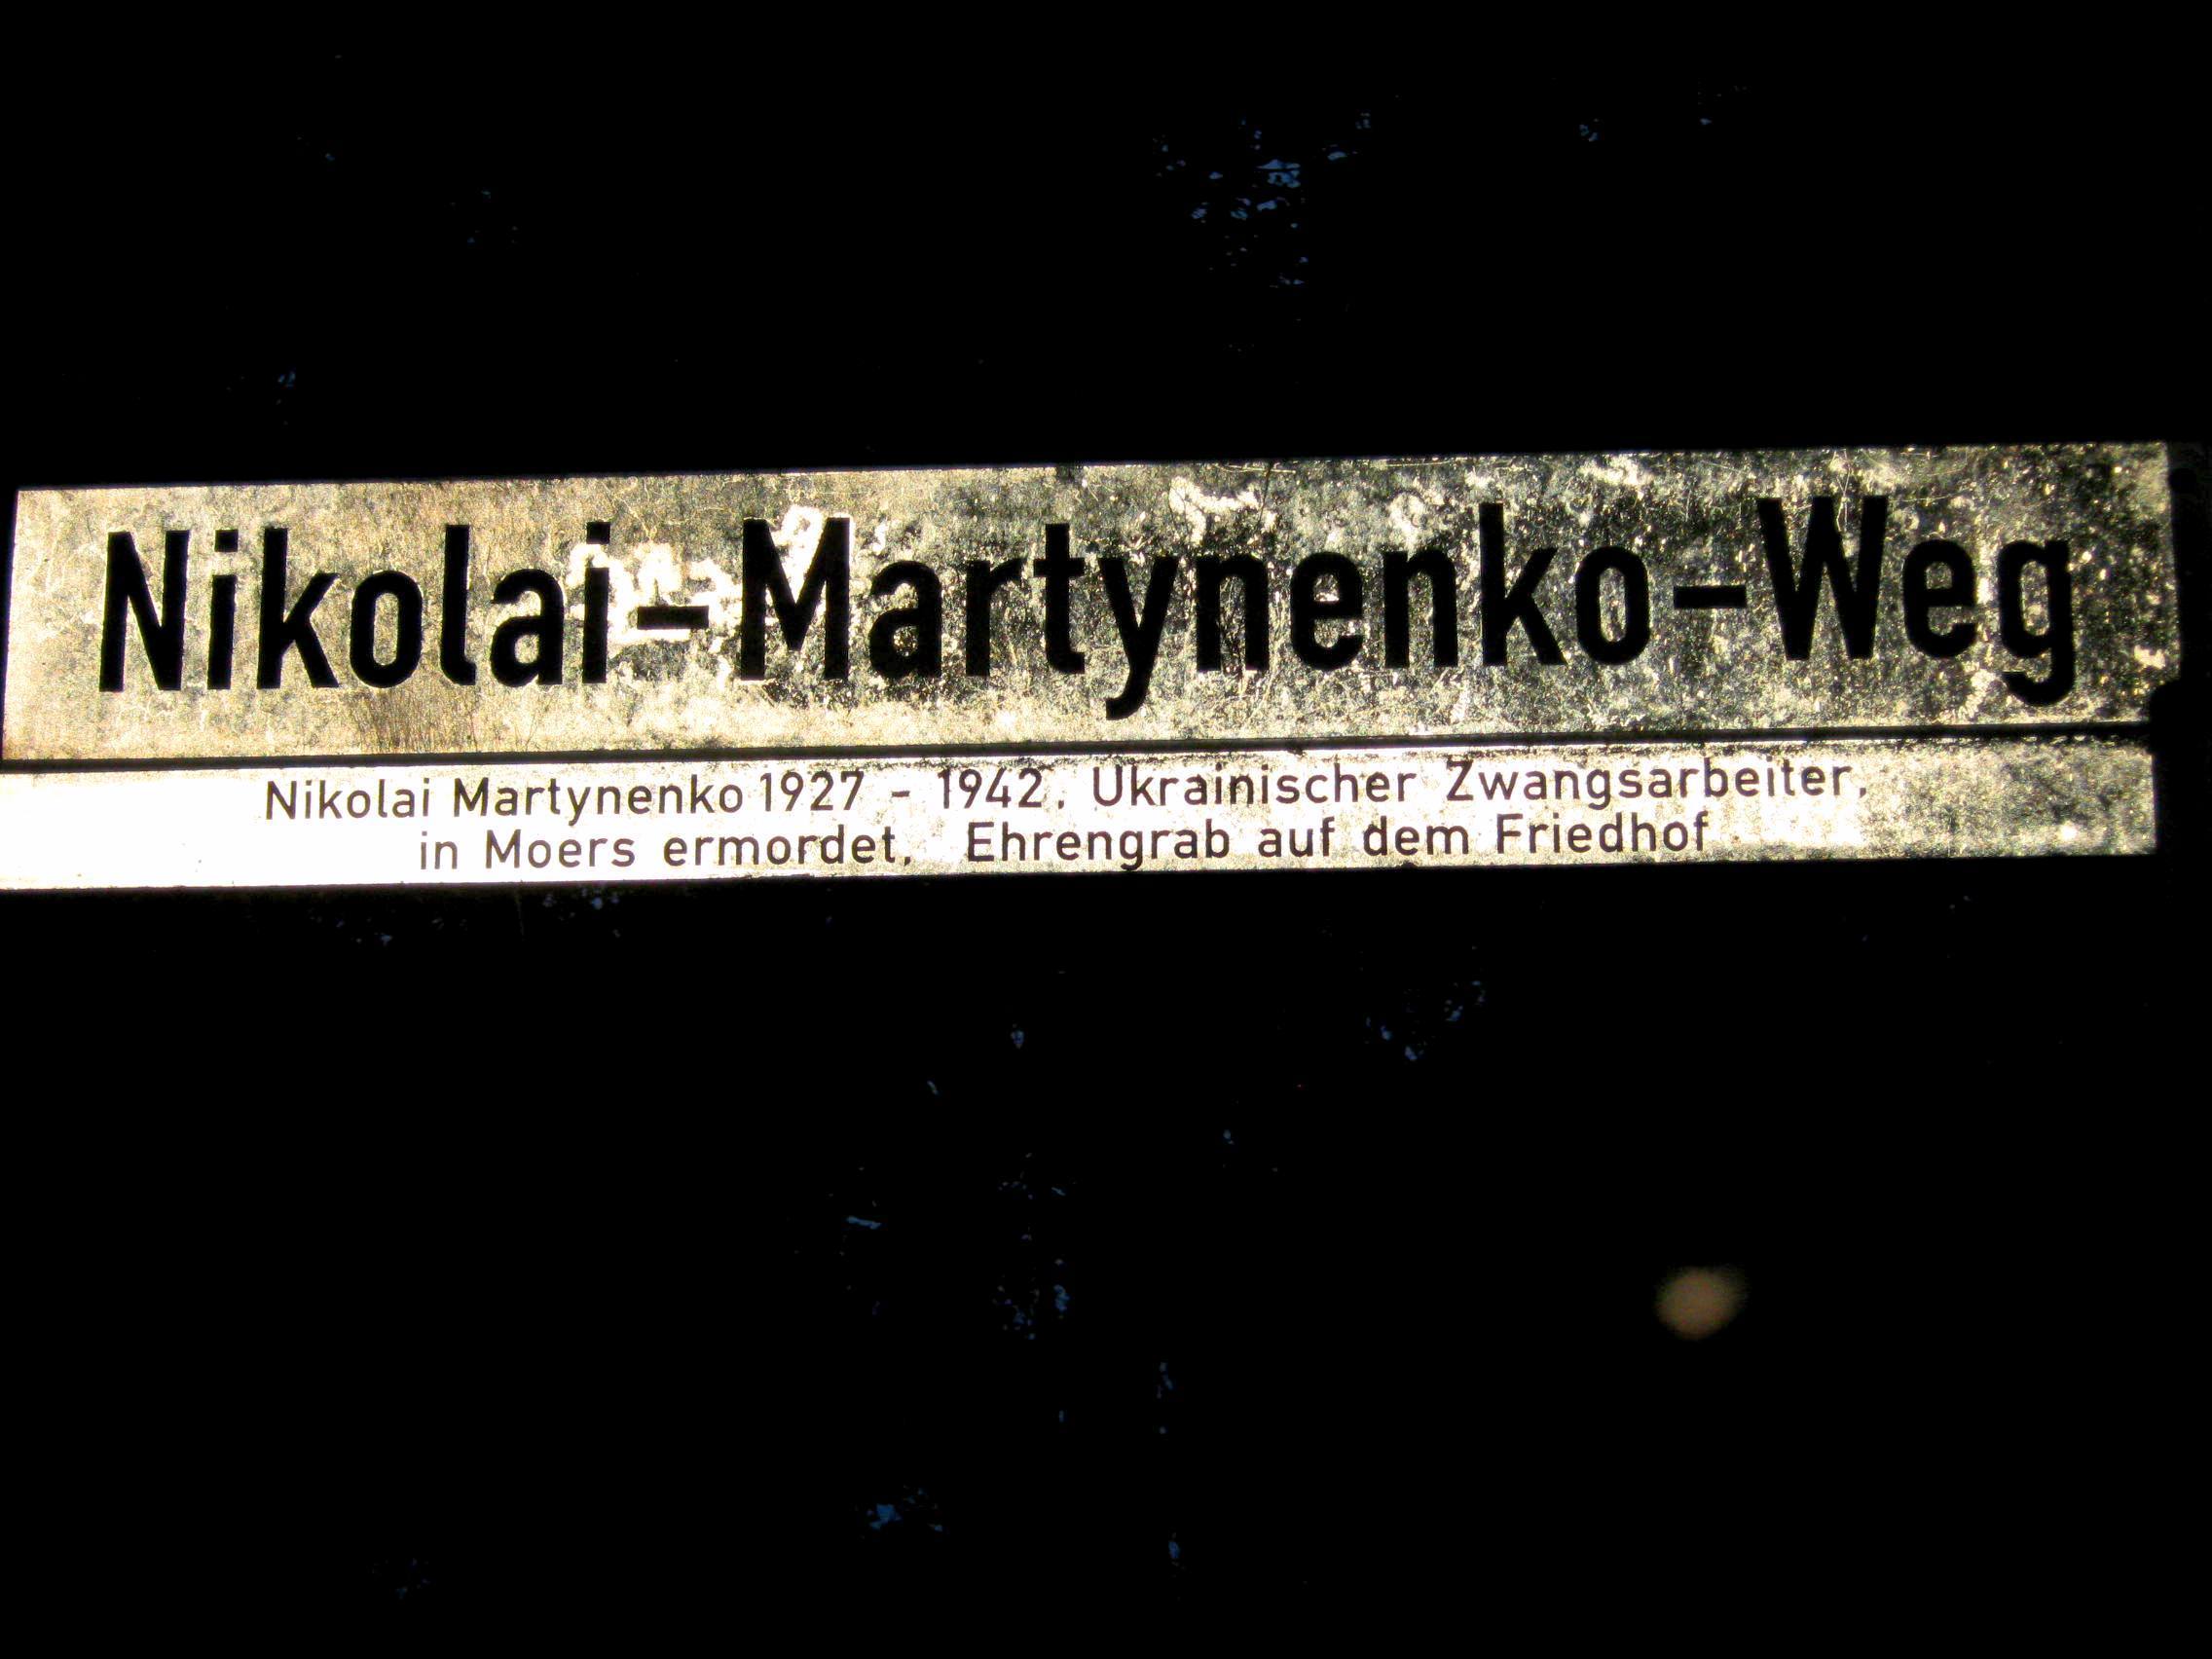 Nikolai-Martynenko-Weg
Nikolai Martynenko 1927 - 1942. Ukrainischer Zwangsarbeiter,
in Moers ermordet. Ehrengrab auf dem Friedhof